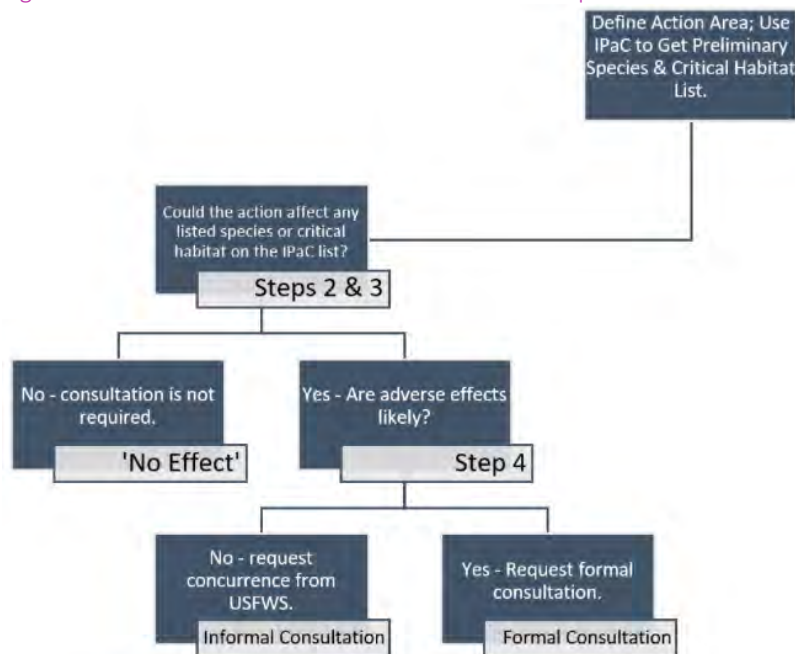 Define Action Area; Use
IPaC to Get Preliminary
Species & Critical Habitat
List.
Could the action affect any
listed species or critical
habitat on the IPaC list?
Steps 2 & 3
No - consultation is not
required.
'No Effect'
Yes - Are adverse effects
likely?
Step 4
No - request
concurrence from
USFWS.
Informal Consultation
Yes - Request formal
consultation.
Formal Consultation